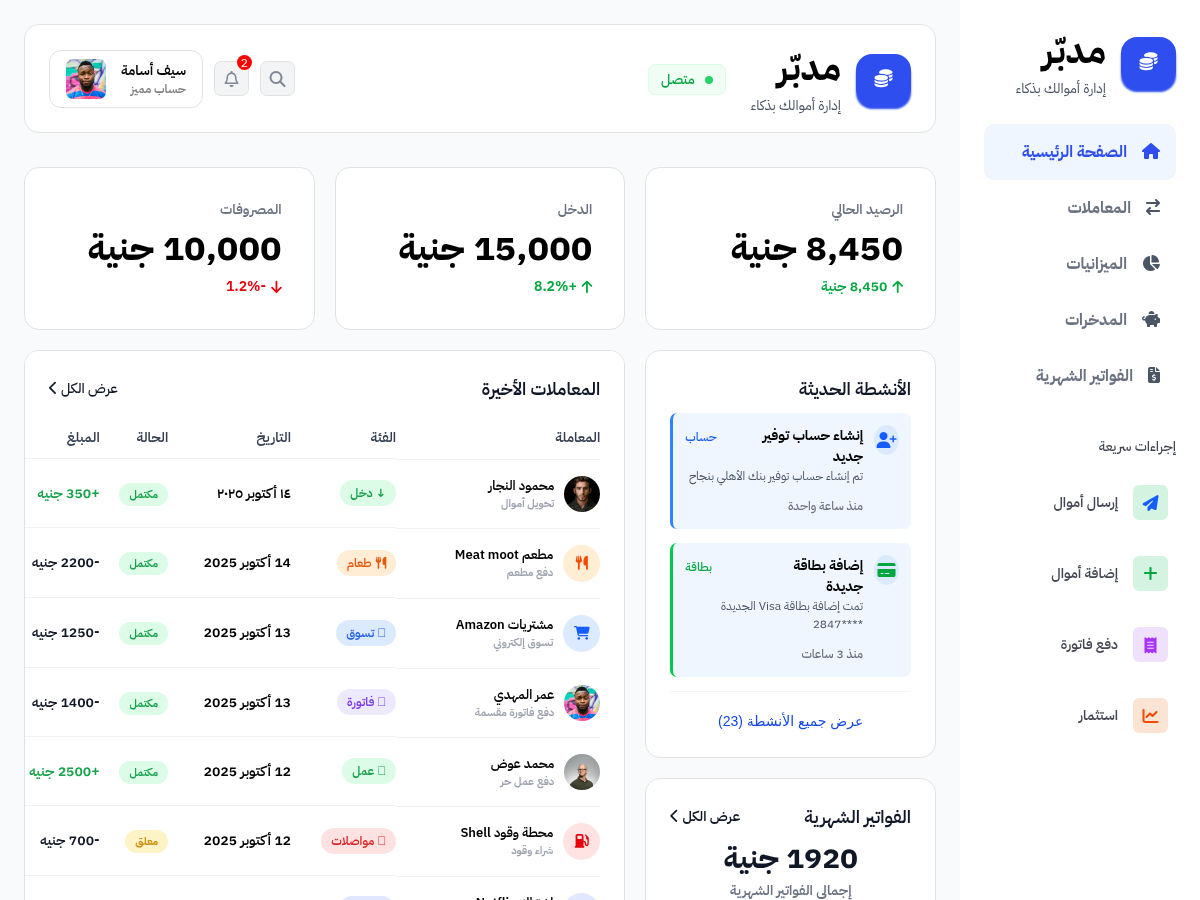 مدبّر
إدارة أموالك بذكاء
الصفحة الرئيسية
المعاملات
الميزانيات
المدخرات
الفواتير الشهرية
إجراءات سريعة
إرسال أموال
إضافة أموال
دفع فاتورة
استثمار
مدبّر
إدارة أموالك بذكاء
متصل
2
سيف أسامة
حساب مميز
الرصيد الحالي
8,450 جنية
8,450 جنية
الدخل
15,000 جنية
+8.2%
المصروفات
10,000 جنية
-1.2%
الأنشطة الحديثة
إنشاء حساب توفير جديد
حساب
تم إنشاء حساب توفير بنك الأهلي بنجاح
منذ ساعة واحدة
إضافة بطاقة جديدة
بطاقة
تمت إضافة بطاقة Visa الجديدة
****2847
منذ 3 ساعات
عرض جميع الأنشطة (23)
الفواتير الشهرية
عرض الكل
1920 جنية
إجمالي الفواتير الشهرية
المعاملات الأخيرة
عرض الكل
المعاملة الفئة التاريخ الحالة المبلغ
محمود النجار
تحويل أموال
دخل
١٤ أكتوبر ٢٠٢٥
مكتمل
+350 جنيه
مطعم Meat moot
دفع مطعم
طعام
14 أكتوبر 2025
مكتمل
-2200 جنيه
مشتريات Amazon
تسوق إلكتروني
تسوق
13 أكتوبر 2025
مكتمل
-1250 جنيه
عمر المهدي
دفع فاتورة مقسمة
فاتورة
13 أكتوبر 2025
مكتمل
-1400 جنيه
محمد عوض
دفع عمل حر
عمل
12 أكتوبر 2025
مكتمل
+2500 جنيه
محطة وقود Shell
شراء وقود
مواصلات
12 أكتوبر 2025
معلق
-700 جنيه